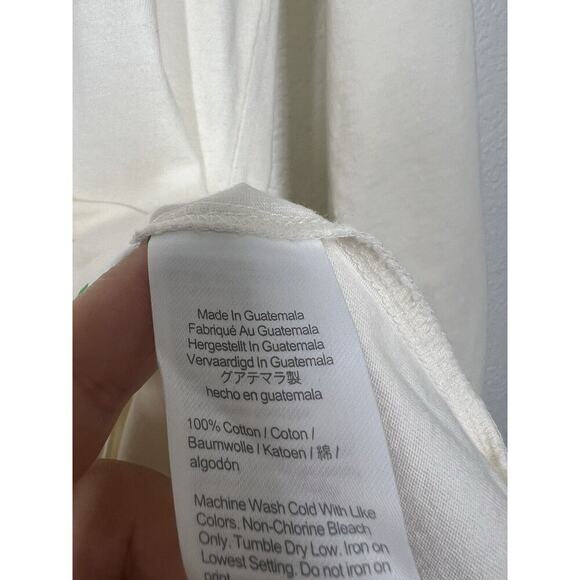 Made In Guatemala
Fabriqué Au Guatemala
Hergestellt In Guatemala
Vervaardigd In Guatemala
グアテマラ製
hecho en guatemala
100% Cotton / Coton /
Baumwolle / Katoen / 綿 /
algodón
Machine Wash Cold With Like
Colors. Non-Chlorine Bleach
Only. Tumble Dry Low. Iron on
Lowest Setting. Do not iron on
print